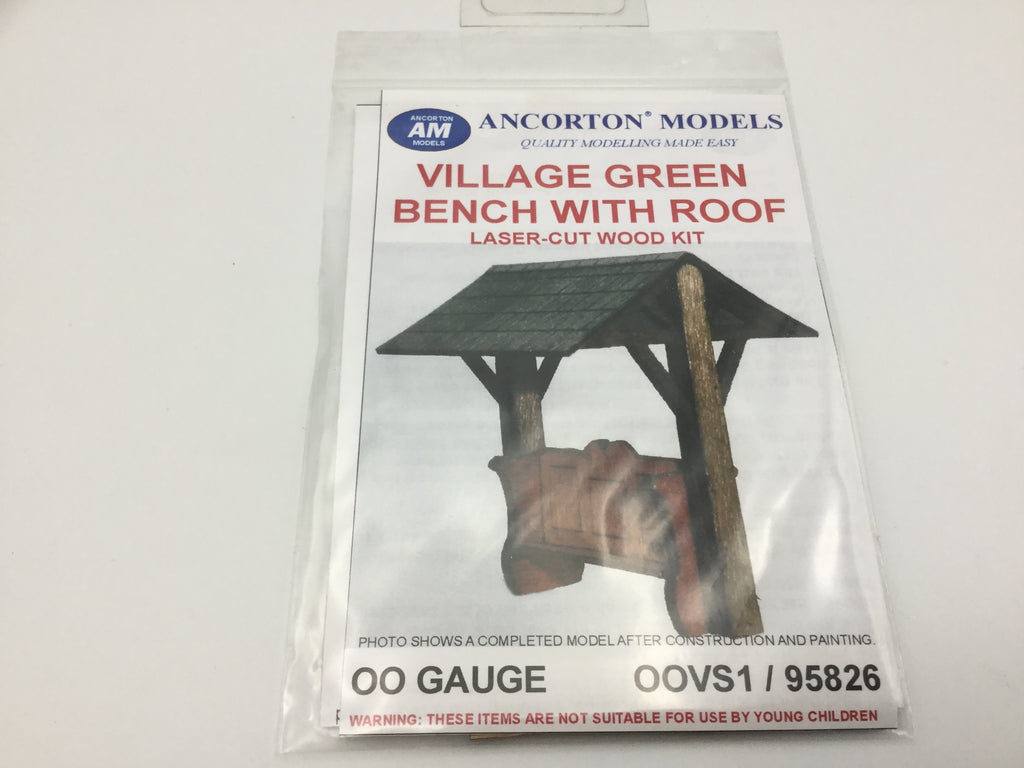 ANCORTON
AM
MODELS
ANCORTON® MODELS
QUALITY MODELLING MADE EASY
VILLAGE GREEN
BENCH WITH ROOF
LASER-CUT WOOD KIT
PHOTO SHOWS A COMPLETED MODEL AFTER CONSTRUCTION AND PAINTING.
OO GAUGE OOVS1 / 95826
WARNING: THESE ITEMS ARE NOT SUITABLE FOR USE BY YOUNG CHILDREN